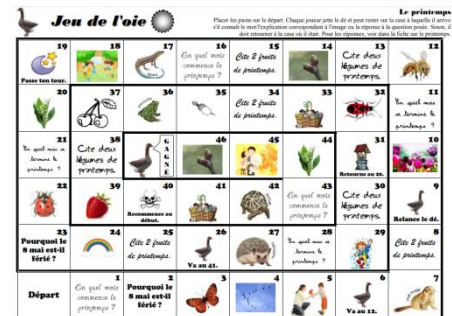 Jeu de l'oie
Le printemps
Placer les pions sur le départ. Chaque joueur jette le dé et peut rester sur la case à laquelle il arrive
s'il connaît le mot/l'explication correspondant à l'image ou la réponse à la question posée. Sinon, il
doit retourner à la case où il était. Pour les réponses, voir dans la fiche sur le printemps.
19
18
17
16
15
14
13
12
Passe ton tour.
En quel mois
commence le
printemps ?
Cite 2 fruits
de printemps.
Cite deux
légumes de
printemps.
20
37
36
35
34
33
32
11
Cite 2 fruits
de printemps.
En quel mois
se
termine le
printemps ?
21
38
GAGNÉ
46
45
44
31
10
En quel mois
se
termine le
printemps ?
Cite deux
légumes de
printemps.
Retourne au 20.
22
39
40
41
42
43
30
9
Recommence au
début.
En quel mois
commence le
printemps ?
Cite deux
légumes de
printemps.
Relance le dé.
23
24
25
26
27
28
29
8
Pourquoi le
8 mai est-il
férié ?
Cite 2 fruits
de printemps.
Va au 41.
En quel mois
se
termine le
printemps ?
Cite 2 fruits
de printemps.
Départ
1
2
3
4
5
6
7
En quel mois
commence le
printemps ?
Pourquoi le
8 mai est-il
férié ?
Va au 12.